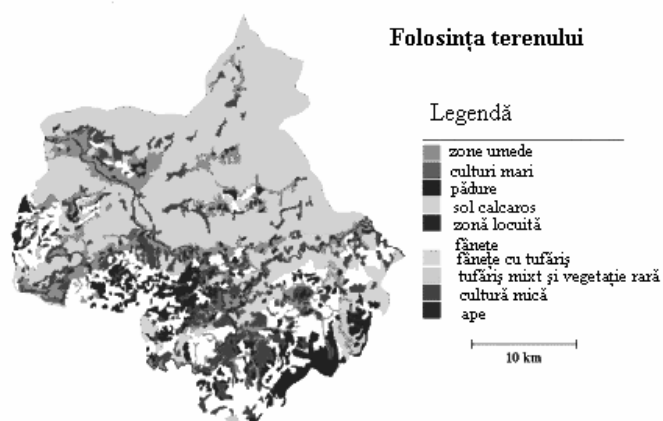 Folosința terenului
Legendă
zone umede
culturi mari
pădure
sol calcaros
zonă locuită
fânețe
fânețe cu tufăriș
tufăriș mixt și vegetație rară
cultură mică
ape
10 km